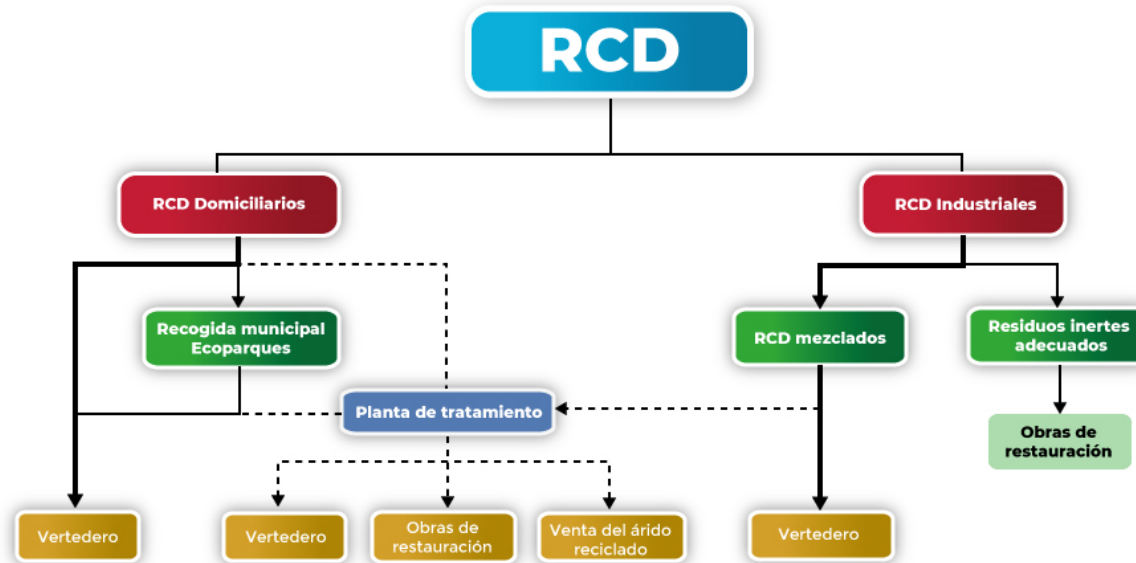 RCD
RCD Domiciliarios
RCD Industriales
Recogida municipal
Ecoparques
RCD mezclados
Residuos inertes
adecuados
Planta de tratamiento
Obras de
restauración
Vertedero
Vertedero
Obras de
restauración
Venta del árido
reciclado
Vertedero